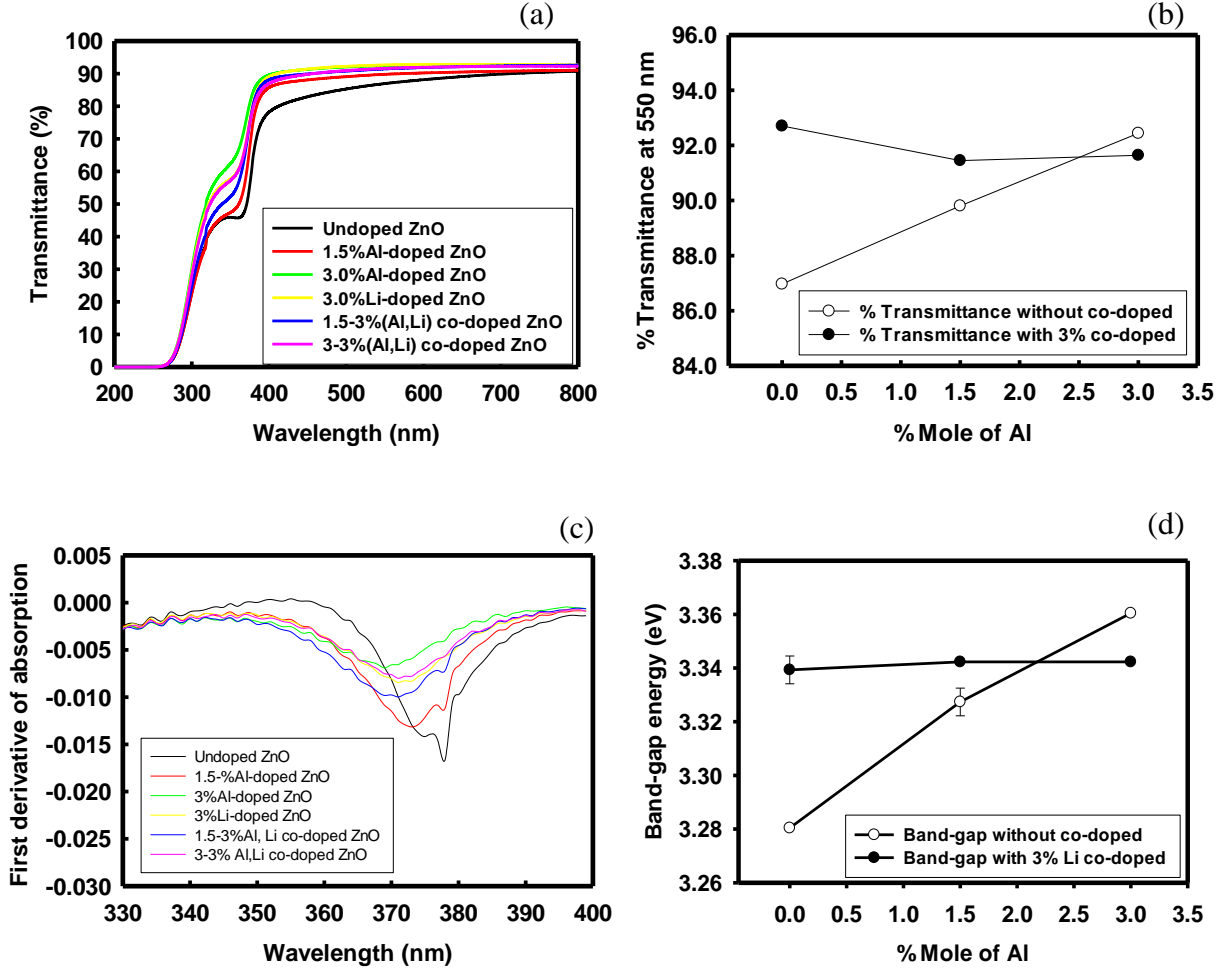 (a)
100
90
80
70
60
50
40
30
20
10
0
Transmittance (%)
Undoped ZnO
1.5%Al-doped ZnO
3.0%Al-doped ZnO
3.0%Li-doped ZnO
1.5-3%(Al,Li) co-doped ZnO
3-3%(Al,Li) co-doped ZnO
200 300 400 500 600 700 800
Wavelength (nm)
(b)
96.0
94.0
92.0
90.0
88.0
86.0
84.0
% Transmittance at 550 nm
% Transmittance without co-doped
% Transmittance with 3% co-doped
0.0 0.5 1.0 1.5 2.0 2.5 3.0 3.5
% Mole of Al
(c)
0.005
0.000
-0.005
-0.010
-0.015
-0.020
-0.025
-0.030
First derivative of absorption
Undoped ZnO
1.5-%Al-doped ZnO
3%Al-doped ZnO
3%Li-doped ZnO
1.5-3%Al, Li co-doped ZnO
3-3% Al,Li co-doped ZnO
330 340 350 360 370 380 390 400
Wavelength (nm)
(d)
3.38
3.36
3.34
3.32
3.30
3.28
3.26
Band-gap energy (eV)
Band-gap without co-doped
Band-gap with 3% Li co-doped
0.0 0.5 1.0 1.5 2.0 2.5 3.0 3.5
% Mole of Al